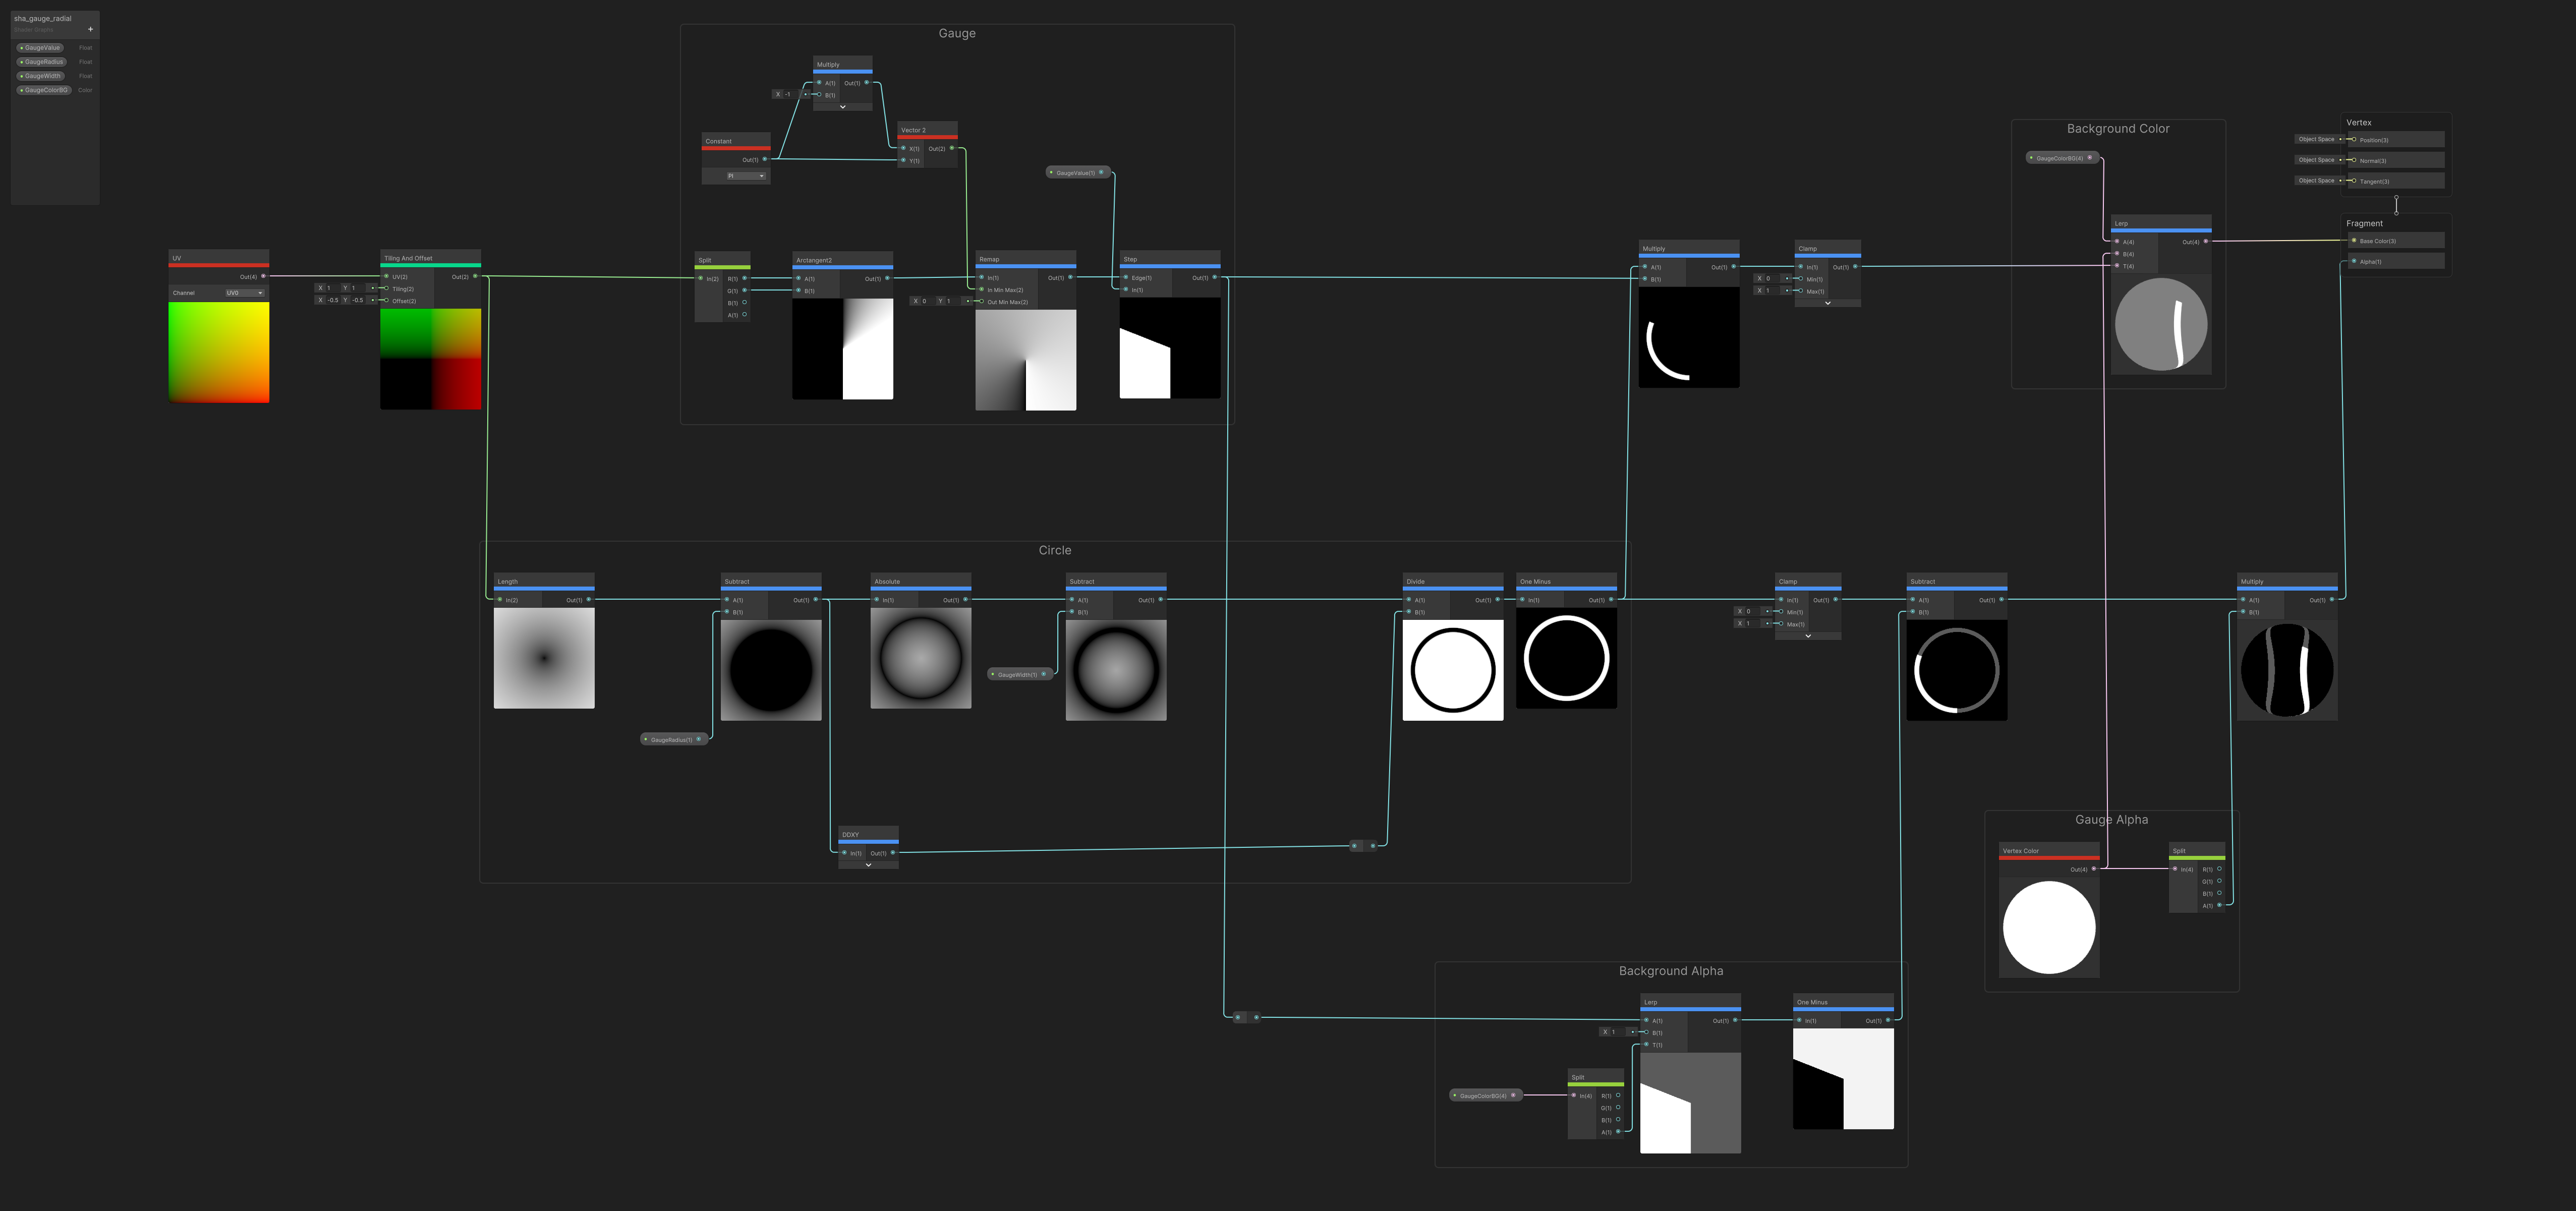 sha_gauge_radial
Shader Graphs
+
GaugeValue Float
GaugeRadius Float
GaugeWidth Float
GaugeColorBG Color
Gauge
Multiply
A(1) Out(1)
X -1 B(1)
Constant
Out(1)
PI
Vector 2
X(1) Out(2)
Y(1)
GaugeValue(1)
UV
Out(4)
Channel UV0
Tiling And Offset
UV(2) Out(2)
X 1 Y 1 Tiling(2)
X -0.5 Y -0.5 Offset(2)
Split
In(2) R(1)
G(1)
B(1)
A(1)
Arctangent2
A(1) Out(1)
B(1)
Remap
In(1) Out(1)
In Min Max(2)
X 0 Y 1 Out Min Max(2)
Step
Edge(1) Out(1)
In(1)
Multiply
A(1) Out(1)
B(1)
Clamp
In(1) Out(1)
X 0 Min(1)
X 1 Max(1)
Background Color
GaugeColorBG(4)
Lerp
A(4) Out(4)
B(4)
T(4)
Vertex
Object Space Position(3)
Object Space Normal(3)
Object Space Tangent(3)
Fragment
Base Color(3)
Alpha(1)
Circle
Length
In(2) Out(1)
Subtract
A(1) Out(1)
B(1)
GaugeRadius(1)
Absolute
In(1) Out(1)
GaugeWidth(1)
Subtract
A(1) Out(1)
B(1)
Divide
A(1) Out(1)
B(1)
One Minus
In(1) Out(1)
DDXY
In(1) Out(1)
Clamp
In(1) Out(1)
X 0 Min(1)
X 1 Max(1)
Subtract
A(1) Out(1)
B(1)
Multiply
A(1) Out(1)
B(1)
Gauge Alpha
Vertex Color
Out(4)
Split
In(4) R(1)
G(1)
B(1)
A(1)
Background Alpha
Lerp
A(1) Out(1)
X 1 B(1)
T(1)
GaugeColorBG(4)
Split
In(4) R(1)
G(1)
B(1)
A(1)
One Minus
In(1) Out(1)